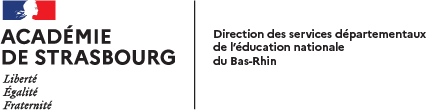 ACADÉMIE
DE STRASBOURG
Liberté
Égalité
Fraternité
Direction des services départementaux
de l'éducation nationale
du Bas-Rhin